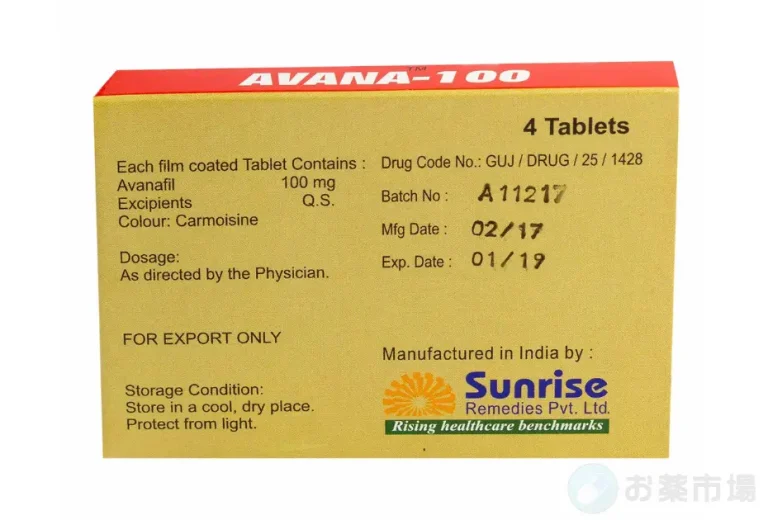 AVANA-100
TM
4 Tablets
Each film coated Tablet Contains :
Avanafil 100 mg
Excipients Q.S.
Colour: Carmoisine
Dosage:
As directed by the Physician.
FOR EXPORT ONLY
Storage Condition:
Store in a cool, dry place.
Protect from light.
Drug Code No.: GUJ / DRUG / 25 / 1428
Batch No : A11217
Mfg Date : 02/17
Exp. Date : 01/19
Manufactured in India by :
Sunrise
Remedies Pvt. Ltd.
Rising healthcare benchmarks
お薬市場